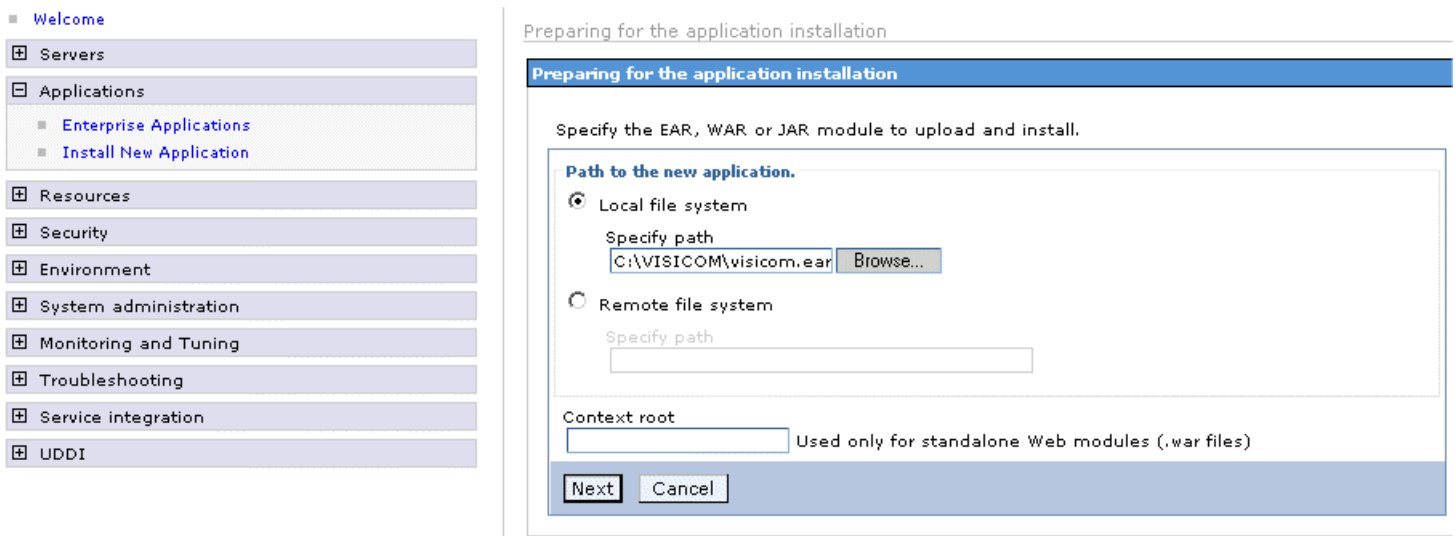 Welcome
Servers
Applications
Enterprise Applications
Install New Application
Resources
Security
Environment
System administration
Monitoring and Tuning
Troubleshooting
Service integration
UDDI
Preparing for the application installation
Preparing for the application installation
Specify the EAR, WAR or JAR module to upload and install.
Path to the new application.
Local file system
Specify path
C:\VISICOM\visicom.ear Browse...
Remote file system
Specify path
Context root
Used only for standalone Web modules (.war files)
Next Cancel